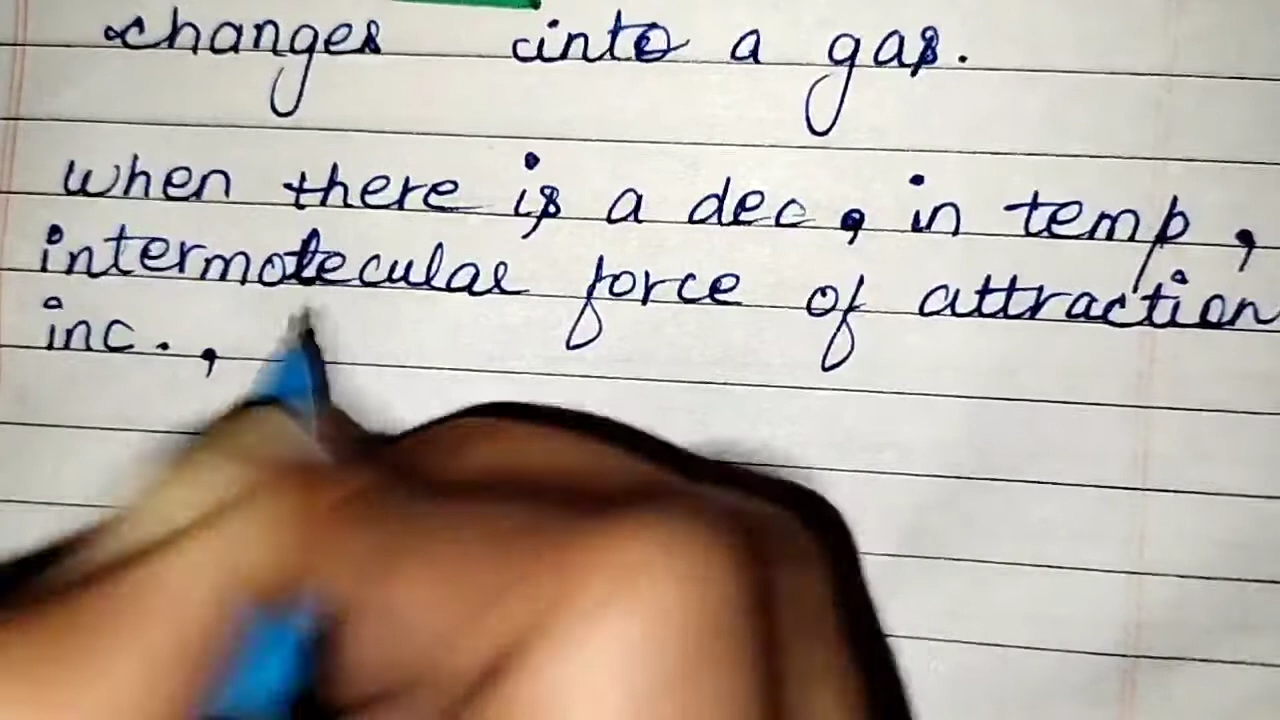 changes into a gas.
when there is a dec, in temp,
intermolecular force of attraction
inc.,